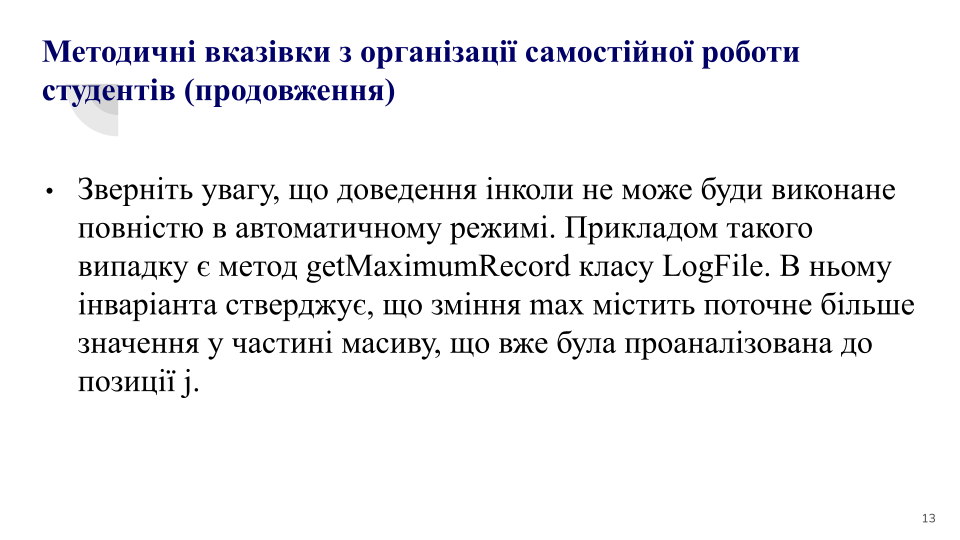 Методичні вказівки з організації самостійної роботи
студентів (продовження)
• Зверніть увагу, що доведення інколи не може буди виконане
повністю в автоматичному режимі. Прикладом такого
випадку є метод getMaximumRecord класу LogFile. В ньому
інваріанта стверджує, що зміння max містить поточне більше
значення у частині масиву, що вже була проаналізована до
позиції j.
13